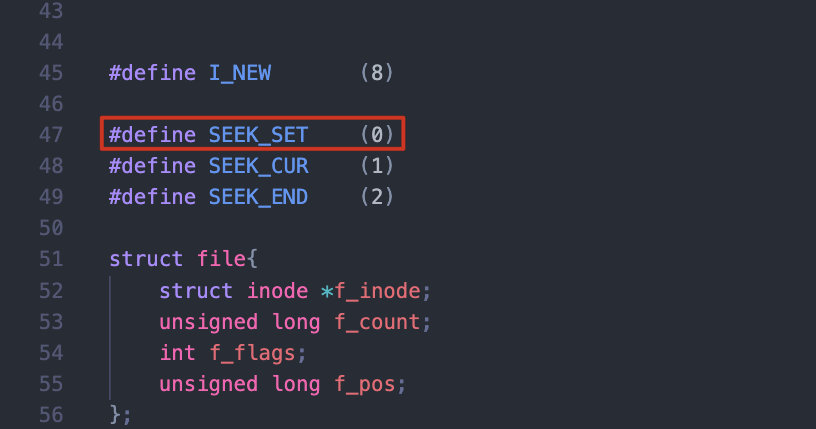 43
44
45 #define I_NEW (8)
46
47 #define SEEK_SET (0)
48 #define SEEK_CUR (1)
49 #define SEEK_END (2)
50
51 struct file{
52 struct inode *f_inode;
53 unsigned long f_count;
54 int f_flags;
55 unsigned long f_pos;
56 };